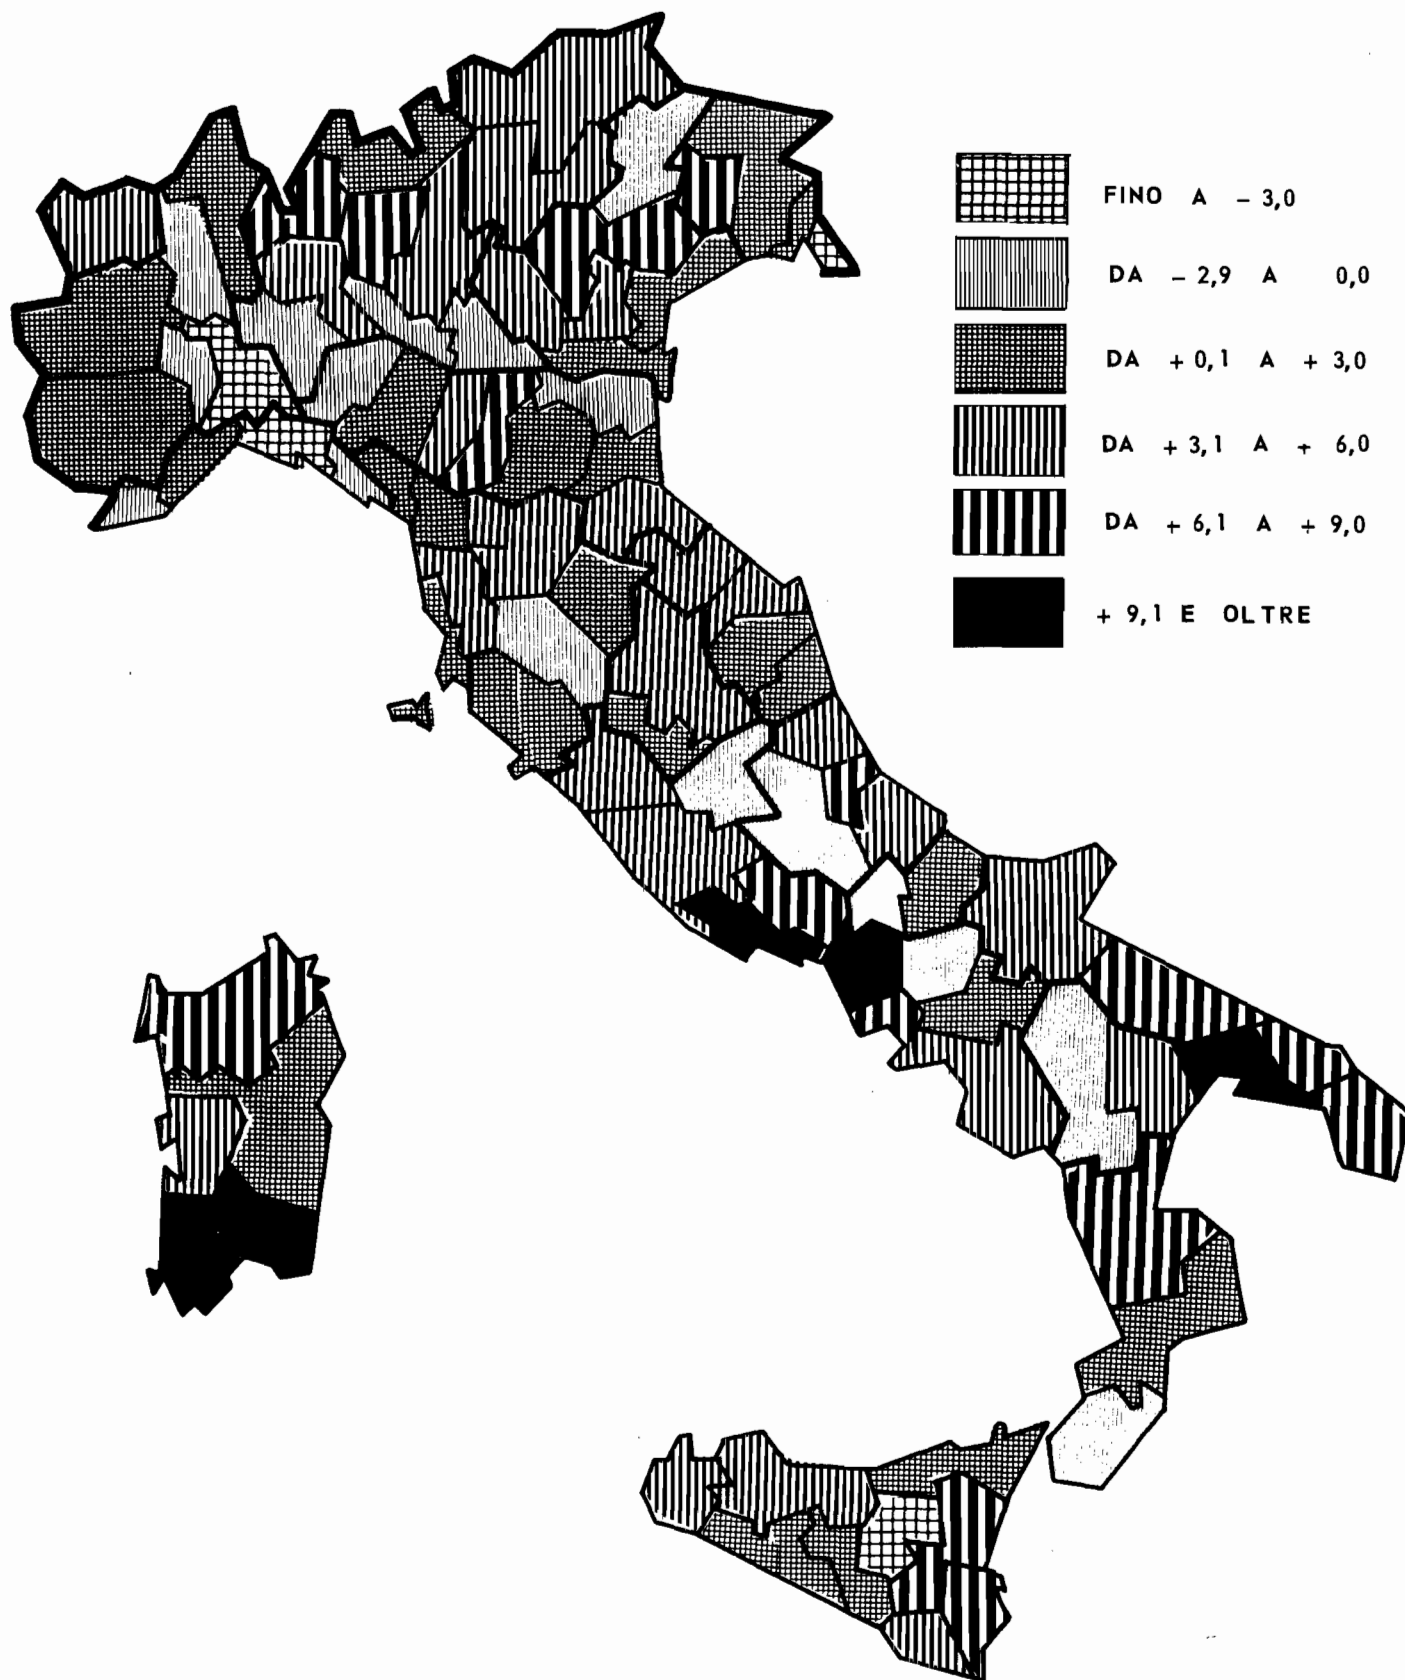 FINO A - 3,0
DA - 2,9 A 0,0
DA + 0,1 A + 3,0
DA + 3,1 A + 6,0
DA + 6,1 A + 9,0
+ 9,1 E OLTRE